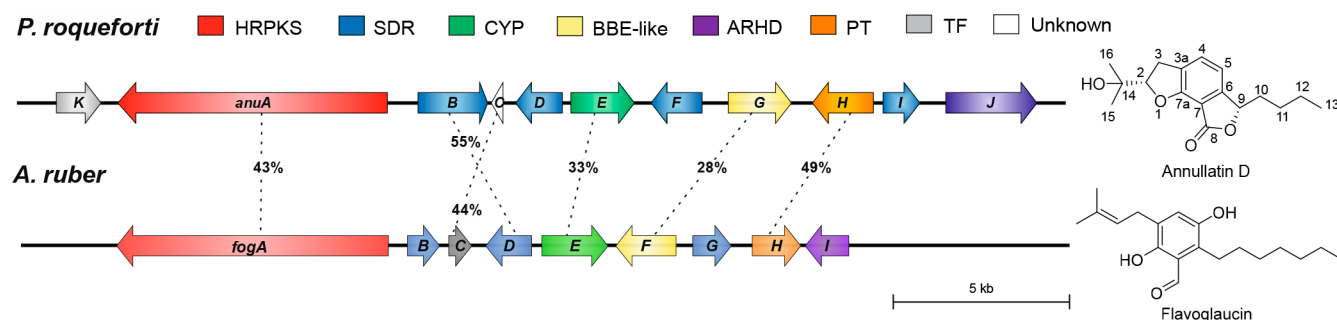 P. roqueforti HRPKS SDR CYP BBE-like ARHD PT TF Unknown
K anuA B C D E F G H I J
55%
43% 33% 28% 49%
A. ruber
44%
fogA B C D E F G H I
5 kb
16 3 3a 4 5
HO 2 6 10 12
14 O 7a 9 13
15 1 7 11
8 O
O
Annullatin D
OH
HO
O
Flavoglaucin